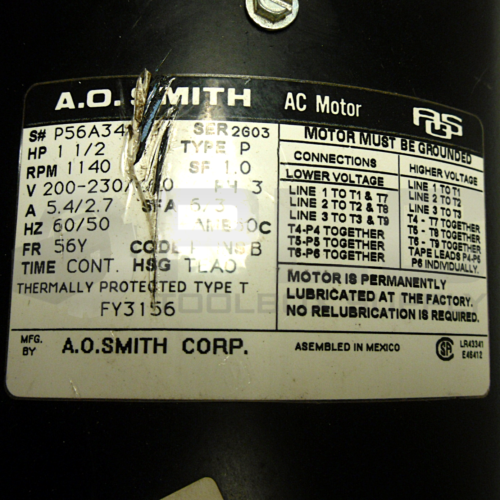 A.O. SMITH AC Motor AOS
S# P56A34 SER 2603
HP 1 1/2 TYPE P
RPM 1140 SF 1.0
V 200-230/ PH 3
A 5.4/2.7 SFA
HZ 60/50
FR 56Y CODE INS B
TIME CONT. HSG TLAO
THERMALLY PROTECTED TYPE T
FY3156
MOTOR MUST BE GROUNDED
CONNECTIONS
LOWER VOLTAGE
LINE 1 TO T1 & T7
LINE 2 TO T2 & T8
LINE 3 TO T3 & T9
T4-P4 TOGETHER
T5-P5 TOGETHER
T6-P6 TOGETHER
HIGHER VOLTAGE
LINE 1 TO T1
LINE 2 TO T2
LINE 3 TO T3
T4 - T7 TOGETHER
T5 - T8 TOGETHER
T6 - T9 TOGETHER
TAPE LEADS P4-P5
P6 INDIVIDUALLY.
MOTOR IS PERMANENTLY
LUBRICATED AT THE FACTORY.
NO RELUBRICATION IS REQUIRED.
MFG.
BY A.O.SMITH CORP.
ASEMBLED IN MEXICO
LR43341
E46412